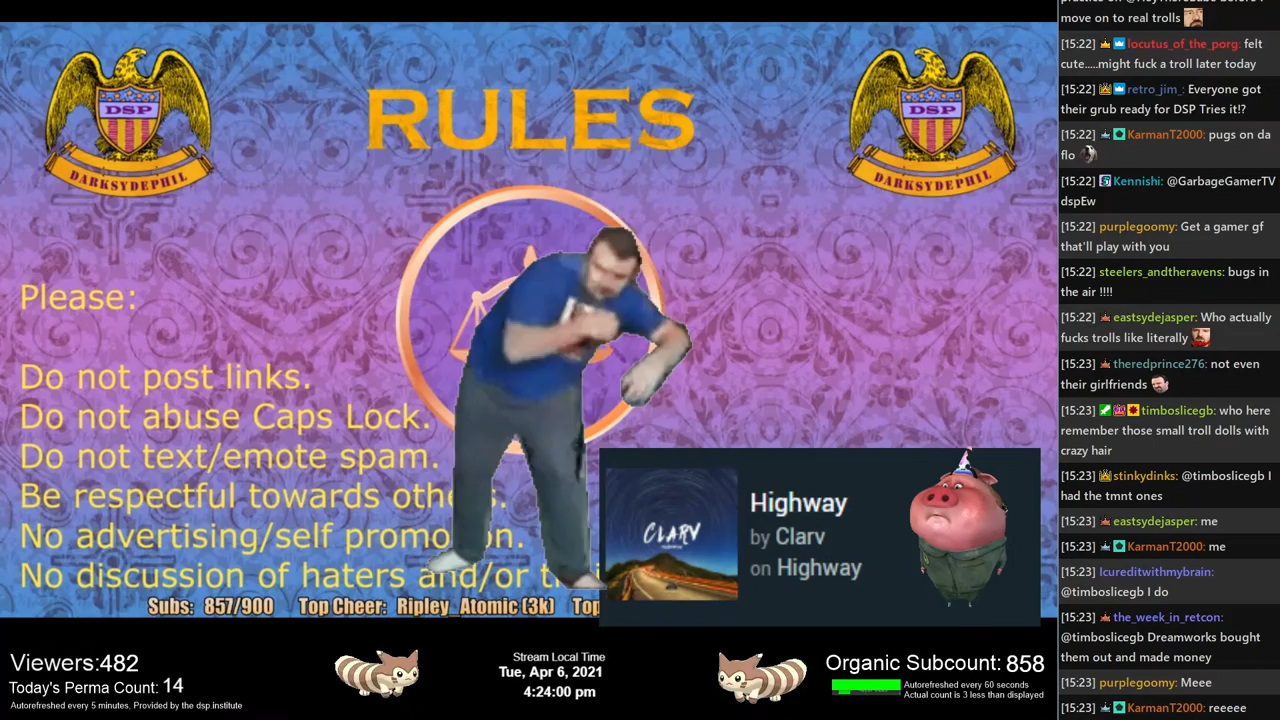 DSP
DARKSYDEPHIL
RULES
DSP
DARKSYDEPHIL
Please:
Do not post links.
Do not abuse Caps Lock.
Do not text/emote spam.
Be respectful towards othe s.
No advertising/self promo on.
No discussion of haters and/or t
Subs: 857/900 Top Cheer: Ripley_Atomic (3k) Top
CLARV
Highway
by Clarv
on Highway
Viewers:482
Today's Perma Count: 14
Autorefreshed every 5 minutes, Provided by the dsp.institute
Stream Local Time
Tue, Apr 6, 2021
4:24:00 pm
Organic Subcount: 858
Autorefreshed every 60 seconds
Actual count is 3 less than displayed
move on to real trolls
[15:22] locutus_of_the_porg: felt
cute.....might fuck a troll later today
[15:22] retro_jim_: Everyone got
their grub ready for DSP Tries it!?
[15:22] KarmanT2000: pugs on da
flo
[15:22] Kennishi: @GarbageGamerTV
dspEw
[15:22] purplegoomy: Get a gamer gf
that'll play with you
[15:22] steelers_andtheravens: bugs in
the air !!!!
[15:22] eastsydejasper: Who actually
fucks trolls like literally
[15:23] theredprince276: not even
their girlfriends
[15:23] timboslicegb: who here
remember those small troll dolls with
crazy hair
[15:23] stinkydinks: @timboslicegb I
had the tmnt ones
[15:23] eastsydejasper: me
[15:23] KarmanT2000: me
[15:23] Icureditwithmybrain:
@timboslicegb I do
[15:23] the_week_in_retcon:
@timboslicegb Dreamworks bought
them out and made money
[15:23] purplegoomy: Meee
[15:23] KarmanT2000: reeeee